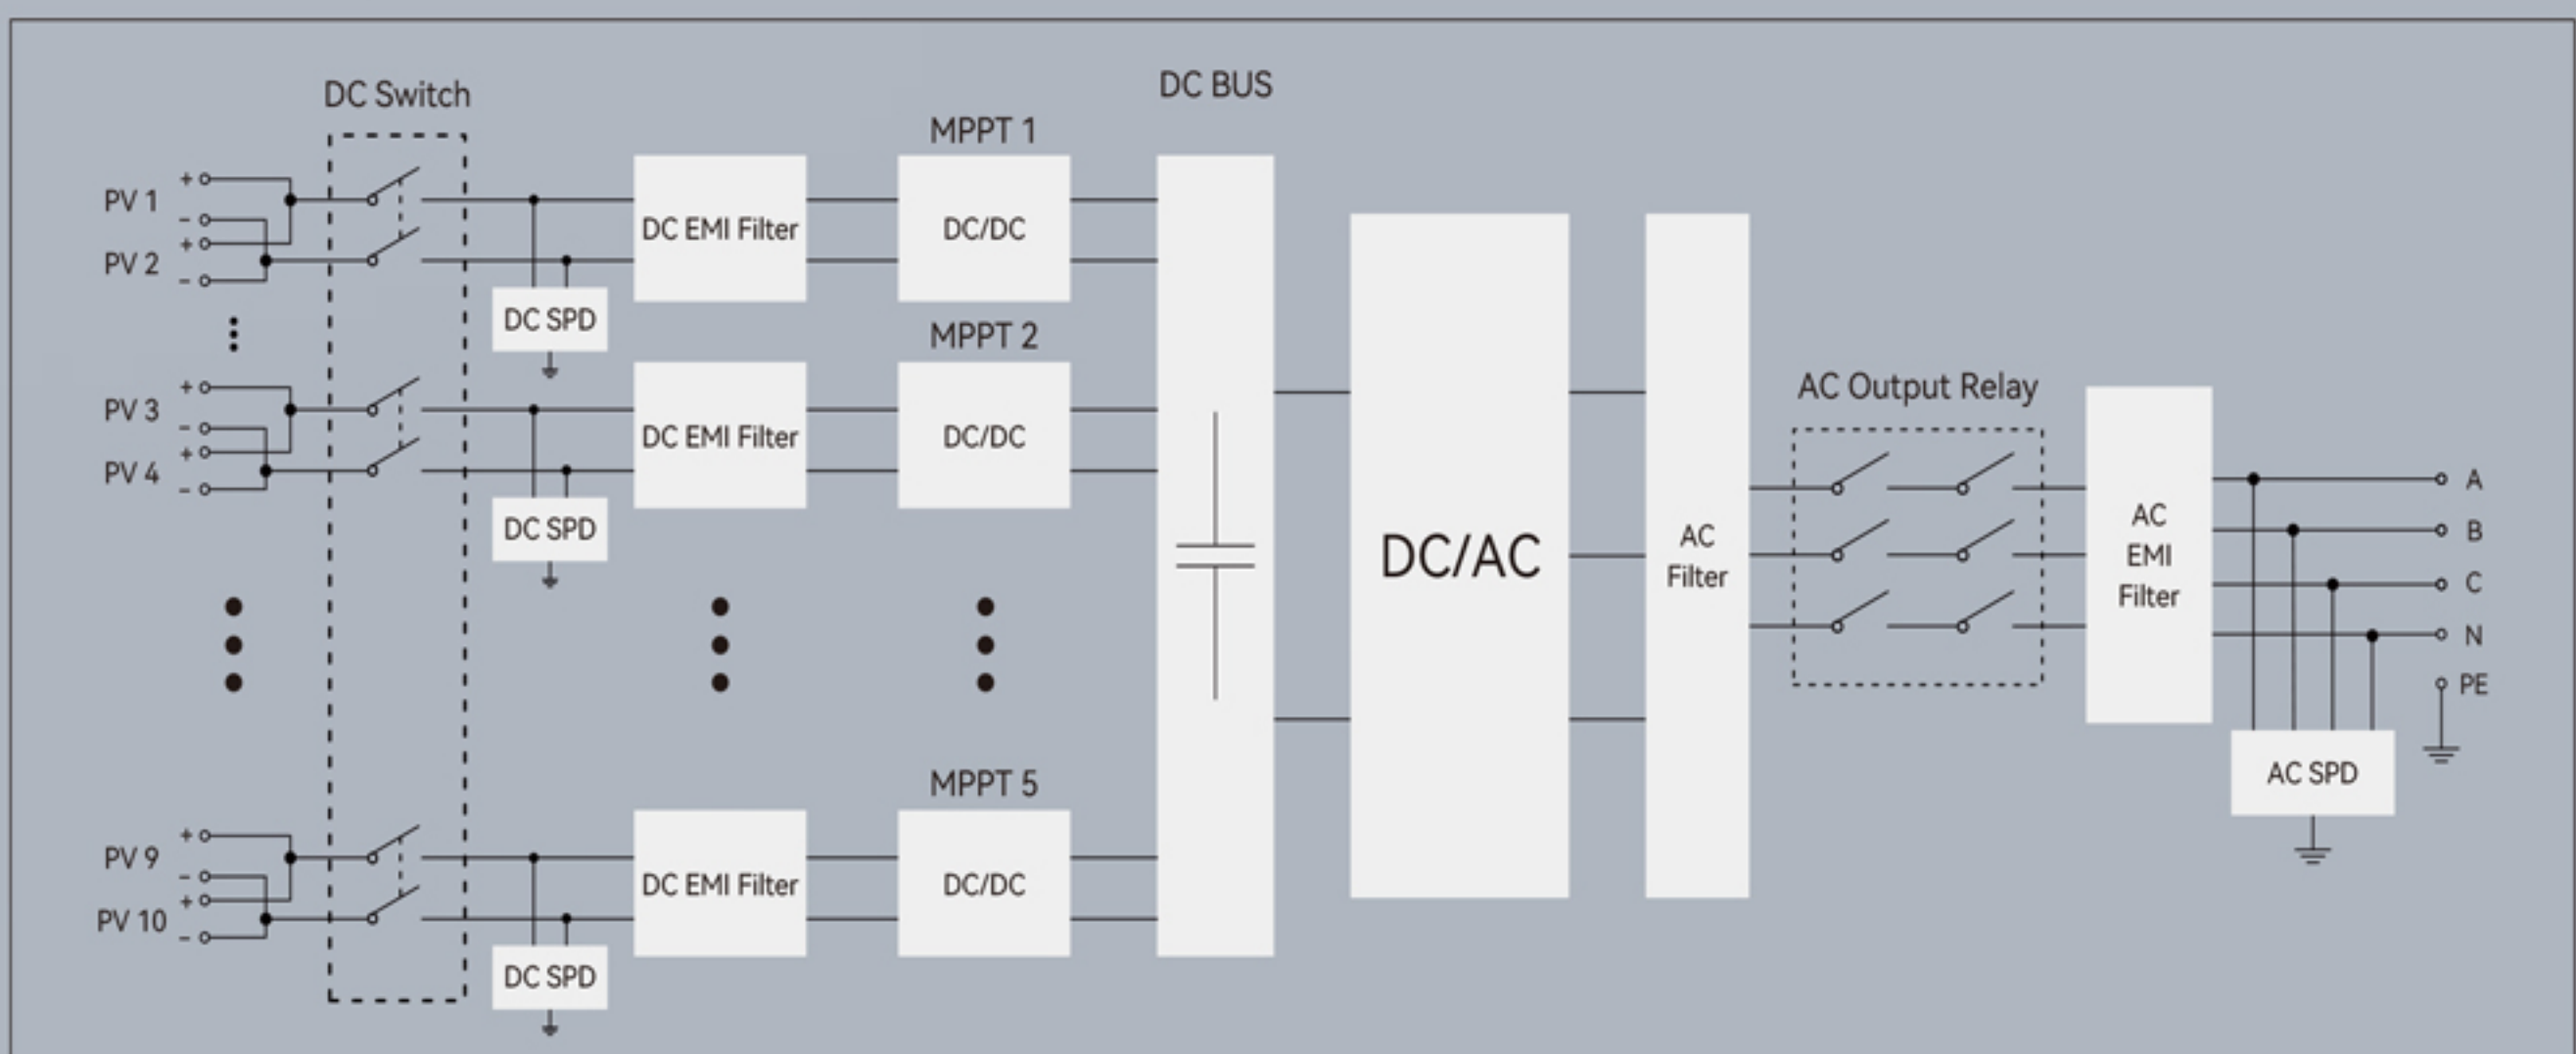 DC Switch
DC BUS
MPPT 1
PV 1
+
-
DC EMI Filter
DC/DC
PV 2
+
-
DC SPD
MPPT 2
PV 3
+
-
DC EMI Filter
DC/DC
PV 4
+
-
DC SPD
MPPT 5
PV 9
+
-
DC EMI Filter
DC/DC
PV 10
+
-
DC SPD
DC/AC
AC
Filter
AC Output Relay
AC
EMI
Filter
A
B
C
N
PE
AC SPD